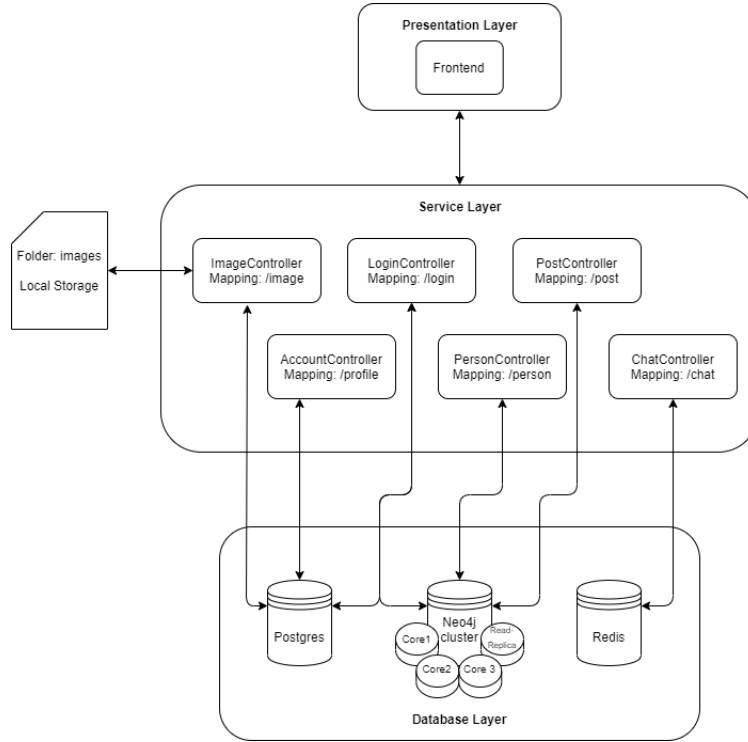 Presentation Layer
Frontend
Service Layer
Folder: images
Local Storage
ImageController
Mapping: /image
LoginController
Mapping: /login
PostController
Mapping: /post
AccountController
Mapping: /profile
PersonController
Mapping: /person
ChatController
Mapping: /chat
Postgres
Neo4j
cluster
Redis
Core1
Read-
Replica
Core2
Core 3
Database Layer